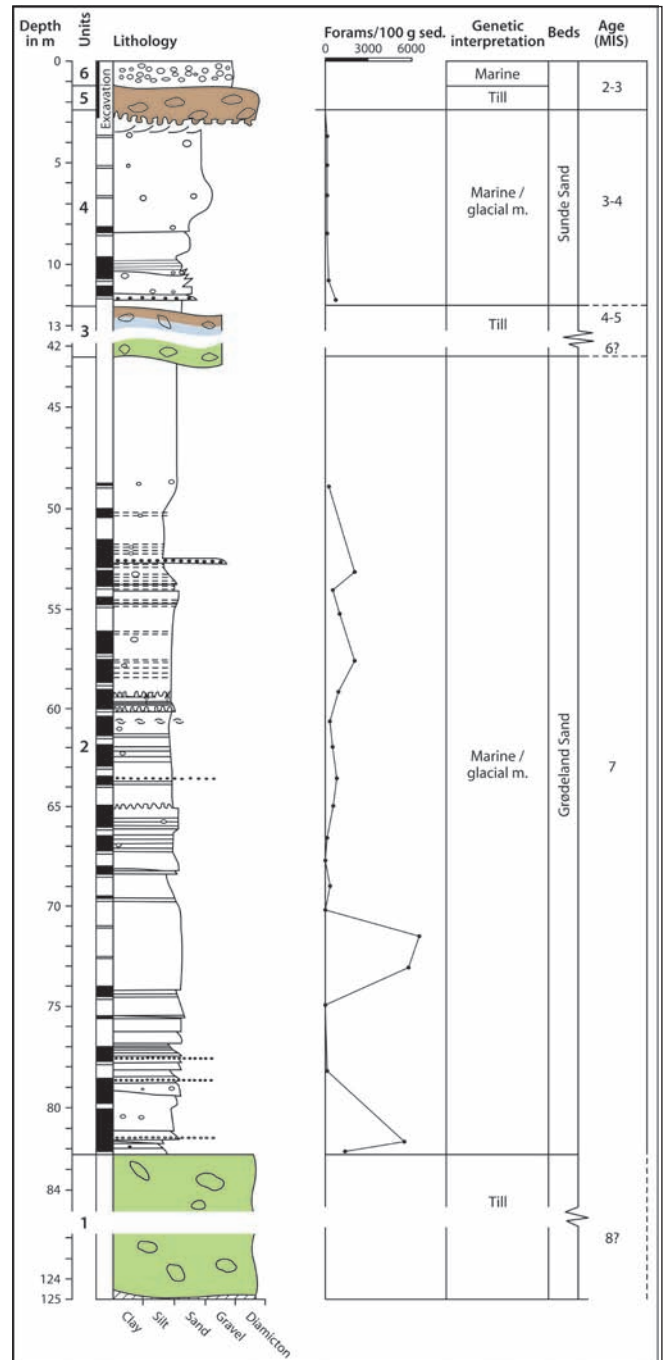 Depth in m
Units
Lithology
Forams/100 g sed.
0 3000 6000
Genetic interpretation
Beds
Age (MIS)
0
5
10
13
42
45
50
55
60
65
70
75
80
84
124
125
6
5
4
3
2
1
Excavation
Clay
Silt
Sand
Gravel
Diamicton
Marine
Till
Marine / glacial m.
Till
Marine / glacial m.
Till
Sunde Sand
Grødeland Sand
2-3
3-4
4-5
6?
7
8?